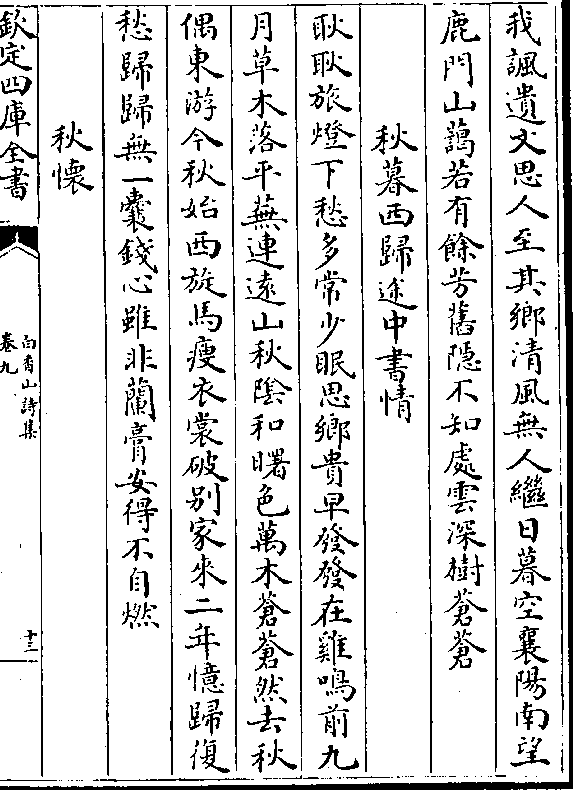 我諷遺文思人至其鄉清風無人繼日暮空襄陽南望
鹿門山藹若有餘芳舊隱不知處雲深樹蒼蒼
秋暮西歸途中書情
耿耿旅燈下愁多常少眠思鄉貴早發發在雞鳴前九
月草木落平蕪連遠山秋陰和曙色萬木蒼蒼然去秋
偶東游今秋始西旋馬瘦衣裳破别家來二年憶歸復
愁歸歸無一囊錢心雖非蘭膏安得不自燃
秋懷
欽定四庫全書
白香山詩集
卷九
十三